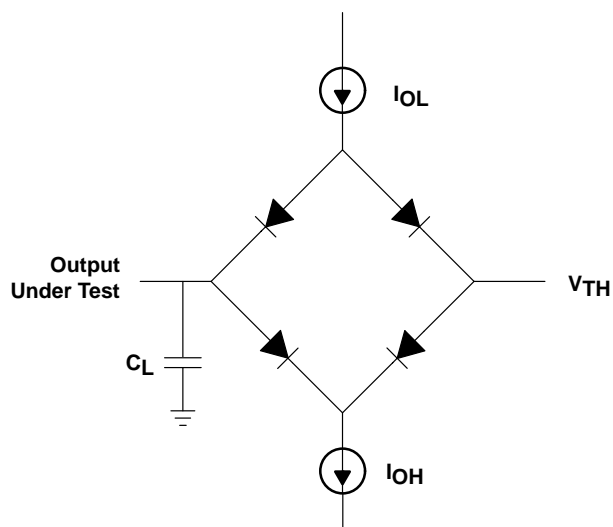 IOL
Output
Under Test
VTH
CL
IOH